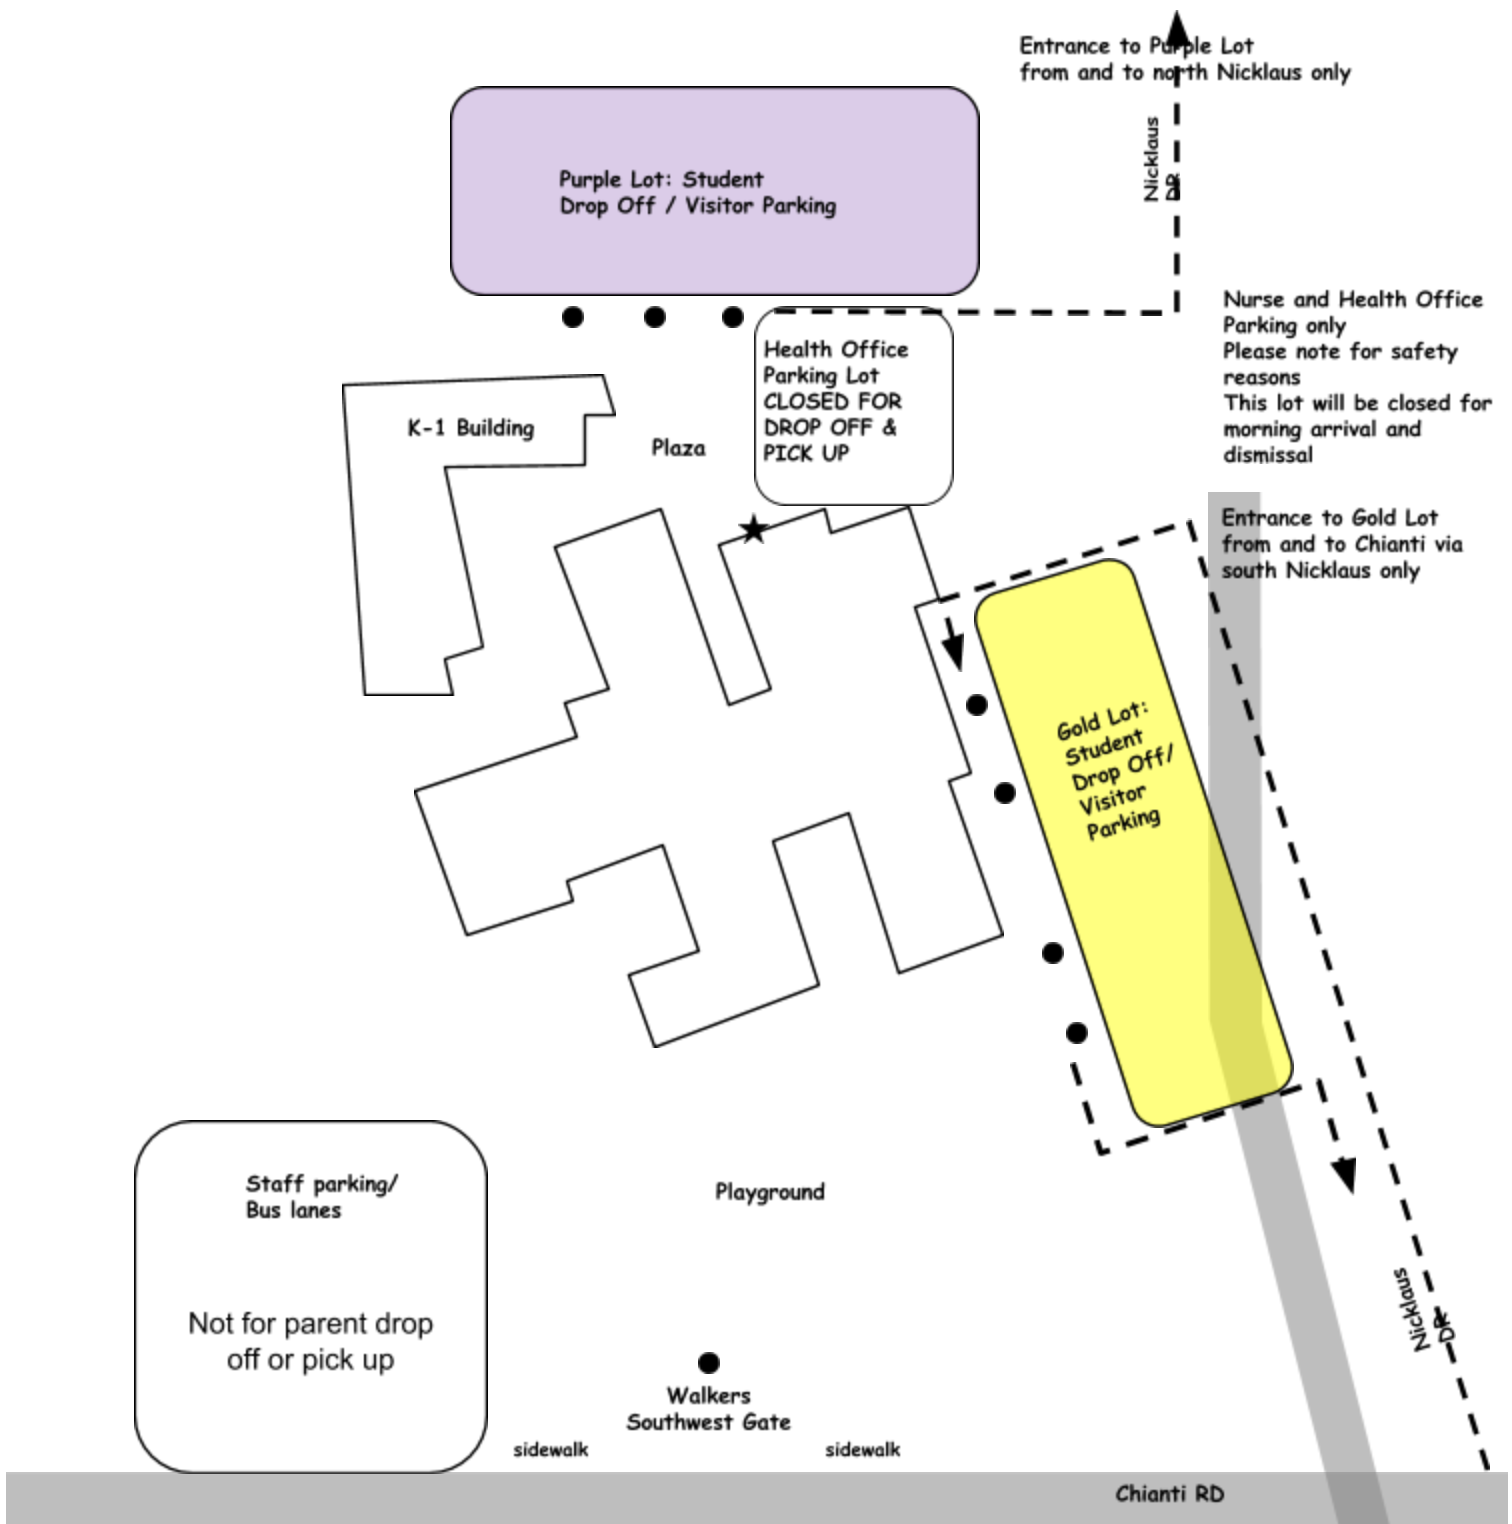 Entrance to Purple Lot
from and to north Nicklaus only
Nicklaus
DR
Purple Lot: Student
Drop Off / Visitor Parking
Nurse and Health Office
Parking only
Please note for safety
reasons
This lot will be closed for
morning arrival and
dismissal
Health Office
Parking Lot
CLOSED FOR
DROP OFF &
PICK UP
K-1 Building
Plaza
Entrance to Gold Lot
from and to Chianti via
south Nicklaus only
Gold Lot:
Student
Drop Off/
Visitor
Parking
Staff parking/
Bus lanes
Not for parent drop
off or pick up
Playground
Nicklaus
DR
Walkers
Southwest Gate
sidewalk
sidewalk
Chianti RD